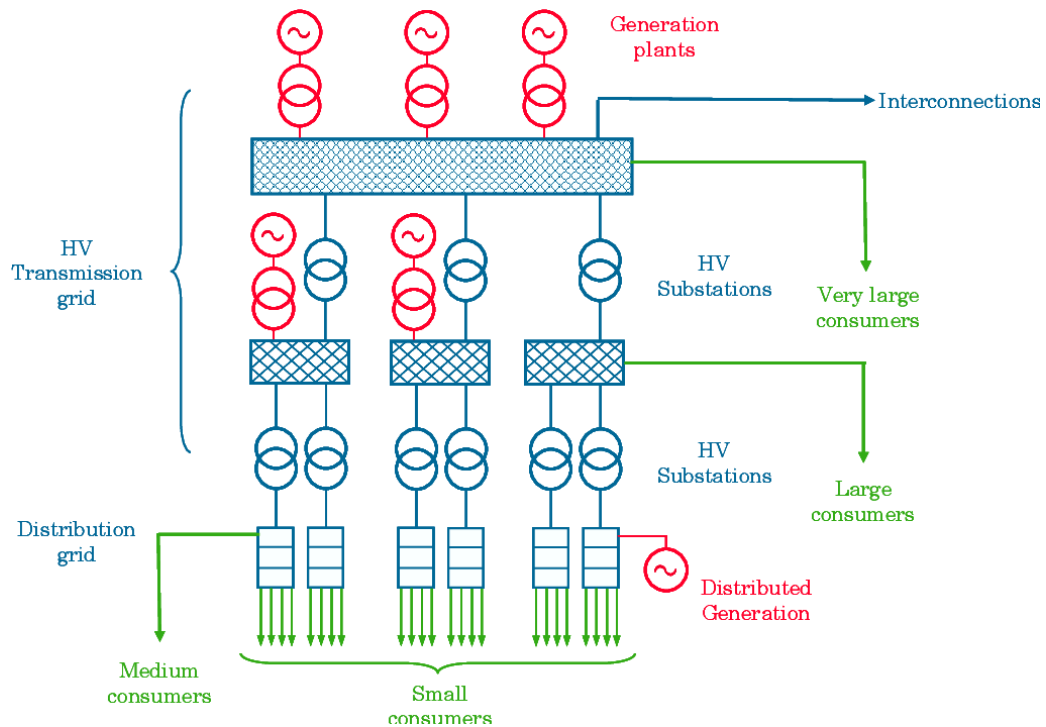 Generation
plants
Interconnections
HV
Transmission
grid
HV
Substations
Very large
consumers
HV
Substations
Large
consumers
Distribution
grid
Distributed
Generation
Medium
consumers
Small
consumers